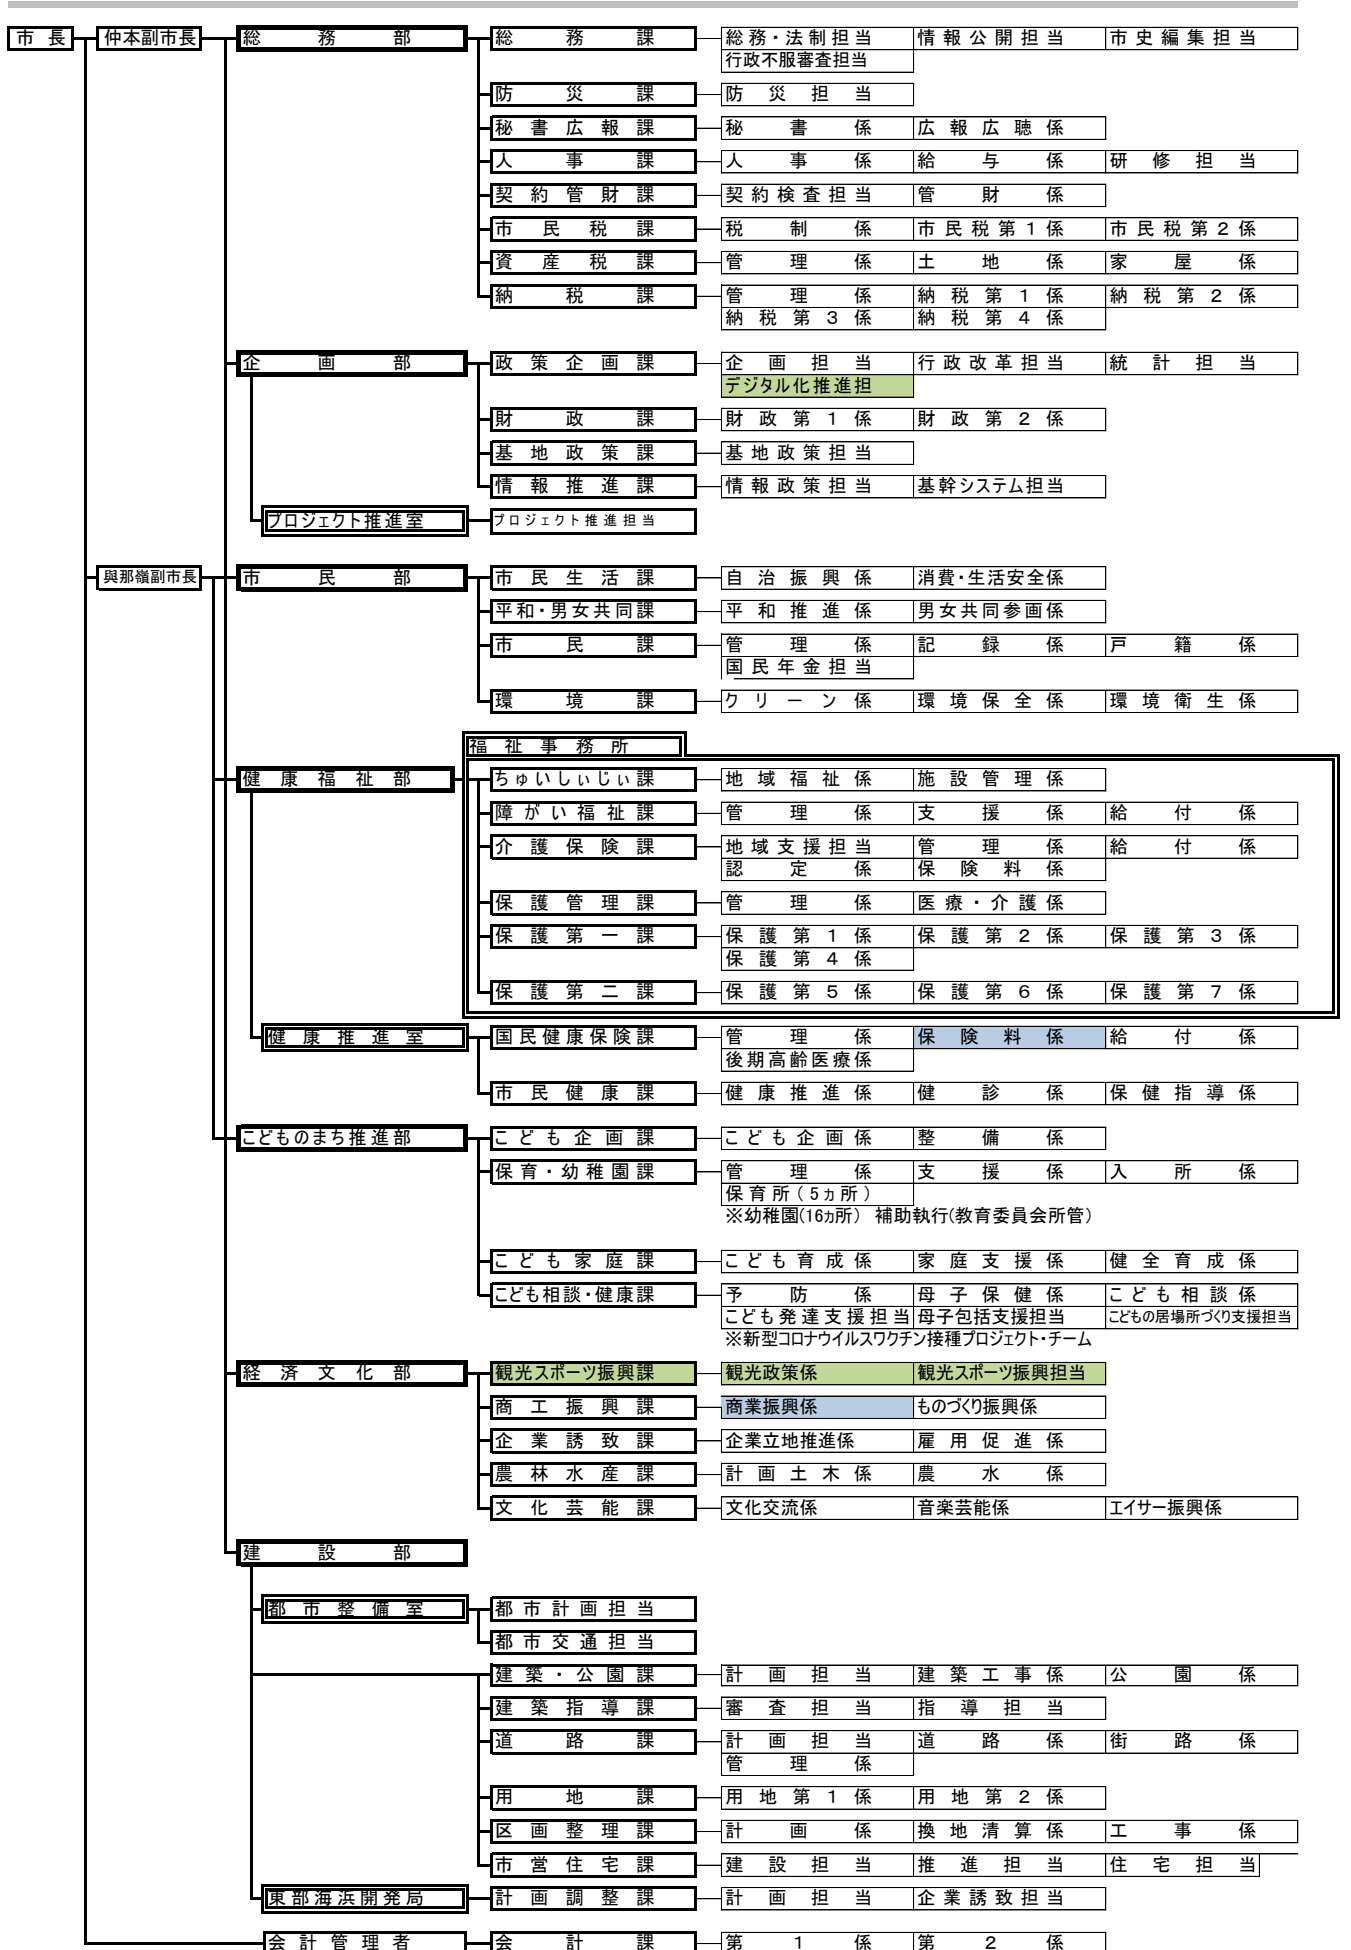 市長 仲本副市長 総務部 総務課 総務・法制担当 情報公開担当 市史編集担当
行政不服審査担当
防災課 防災担当
秘書広報課 秘書係 広報広聴係
人事課 人事係 給与係 研修担当
契約管財課 契約検査担当 管財係
市民税課 税制係 市民税第1係 市民税第2係
資産税課 管理係 土地係 家屋係
納税課 管理係 納税第1係 納税第2係
納税第3係 納税第4係
企画部 政策企画課 企画担当 行政改革担当 統計担当
デジタル化推進担
財政課 財政第1係 財政第2係
基地政策課 基地政策担当
情報推進課 情報政策担当 基幹システム担当
プロジェクト推進室 プロジェクト推進担当
與那嶺副市長 市民部 市民生活課 自治振興係 消費・生活安全係
平和・男女共同課 平和推進係 男女共同参画係
市民課 管理係 記録係 戸籍係
国民年金担当
環境課 クリーン係 環境保全係 環境衛生係
福祉事務所
健康福祉部 ちゅいしぃじぃ課 地域福祉係 施設管理係
障がい福祉課 管理係 支援係 給付係
介護保険課 地域支援担当 管理係 給付係
認定係 保険料係
保護管理課 管理係 医療・介護係
保護第一課 保護第1係 保護第2係 保護第3係
保護第4係
保護第二課 保護第5係 保護第6係 保護第7係
健康推進室 国民健康保険課 管理係 保険料係 給付係
後期高齢医療係
市民健康課 健康推進係 健診係 保健指導係
こどものまち推進部 こども企画課 こども企画係 整備係
保育・幼稚園課 管理係 支援係 入所係
保育所(5ヵ所)
※幼稚園(16ヵ所) 補助執行(教育委員会所管)
こども家庭課 こども育成係 家庭支援係 健全育成係
こども相談・健康課 予防係 母子保健係 こども相談係
こども発達支援担当 母子包括支援担当 こどもの居場所づくり支援担当
※新型コロナウイルスワクチン接種プロジェクト・チーム
経済文化部 観光スポーツ振興課 観光政策係 観光スポーツ振興担当
商工振興課 商業振興係 ものづくり振興係
企業誘致課 企業立地推進係 雇用促進係
農林水産課 計画土木係 農水係
文化芸能課 文化交流係 音楽芸能係 エイサー振興係
建設部
都市整備室 都市計画担当
都市交通担当
建築・公園課 計画担当 建築工事係 公園係
建築指導課 審査担当 指導担当
道路課 計画担当 道路係 街路係
管理係
用地課 用地第1係 用地第2係
区画整理課 計画係 換地清算係 工事係
市営住宅課 建設担当 推進担当 住宅担当
東部海浜開発局 計画調整課 計画担当 企業誘致担当
会計管理者 会計課 第1係 第2係